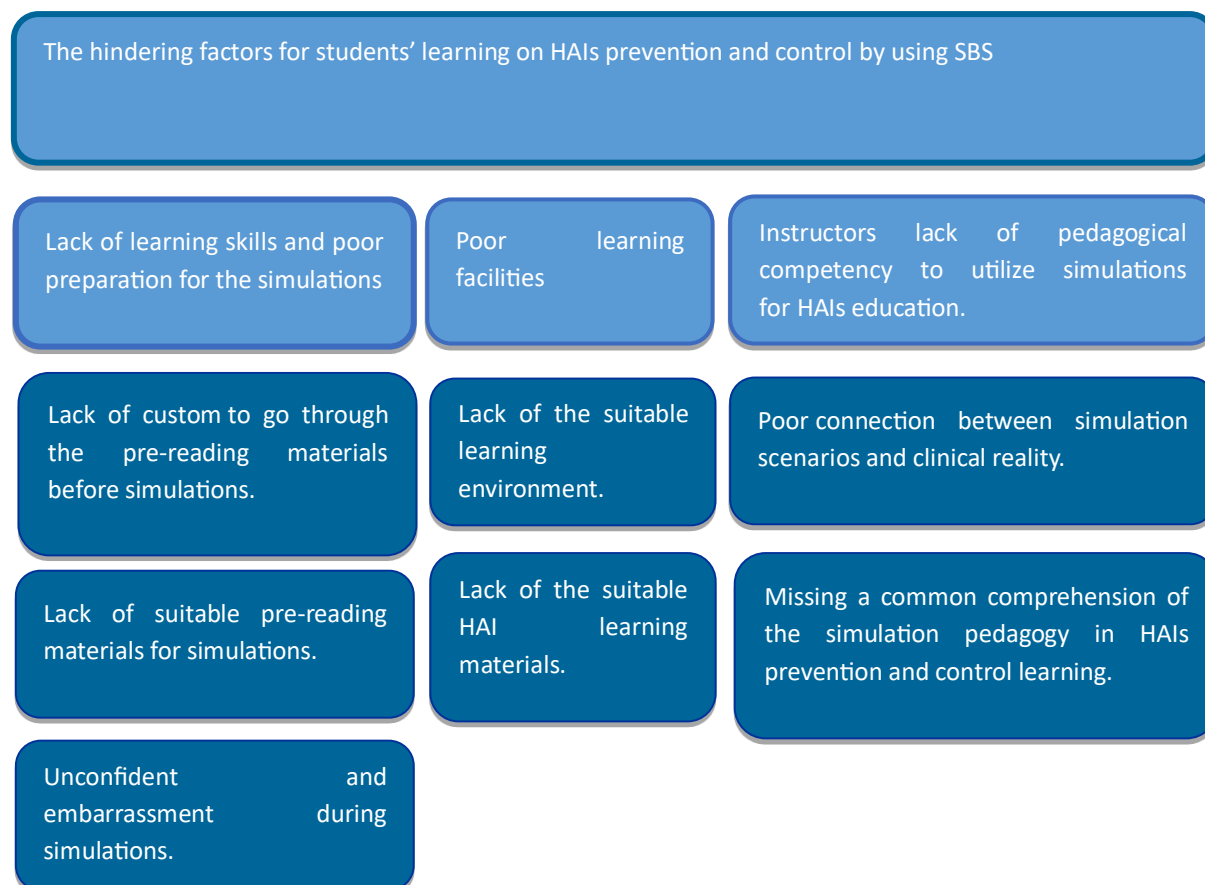 The hindering factors for students’ learning on HAIs prevention and control by using SBS
Lack of learning skills and poor
preparation for the simulations
Poor learning
facilities
Instructors lack of pedagogical
competency to utilize simulations
for HAIs education.
Lack of custom to go through
the pre-reading materials
before simulations.
Lack of the suitable
learning
environment.
Poor connection between simulation
scenarios and clinical reality.
Lack of suitable pre-reading
materials for simulations.
Lack of the suitable
HAI learning
materials.
Missing a common comprehension of
the simulation pedagogy in HAIs
prevention and control learning.
Unconfident and
embarrassment during
simulations.